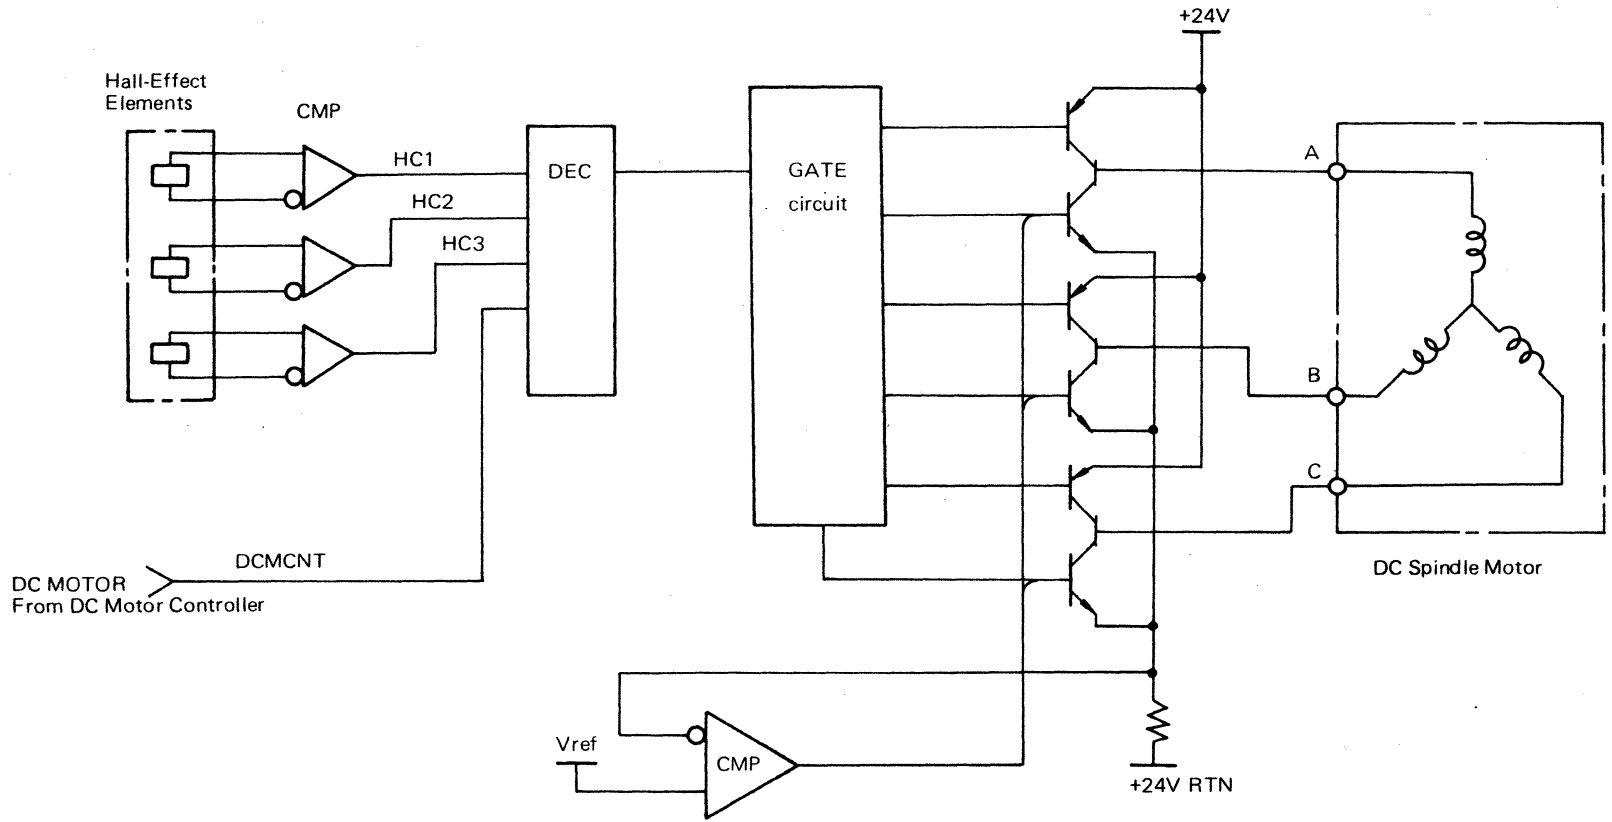 +24V
Hall-Effect
Elements
CMP
HC1
HC2
HC3
DEC
GATE
circuit
A
B
C
DC Spindle Motor
DCMCNT
DC MOTOR
From DC Motor Controller
Vref
CMP
+24V RTN